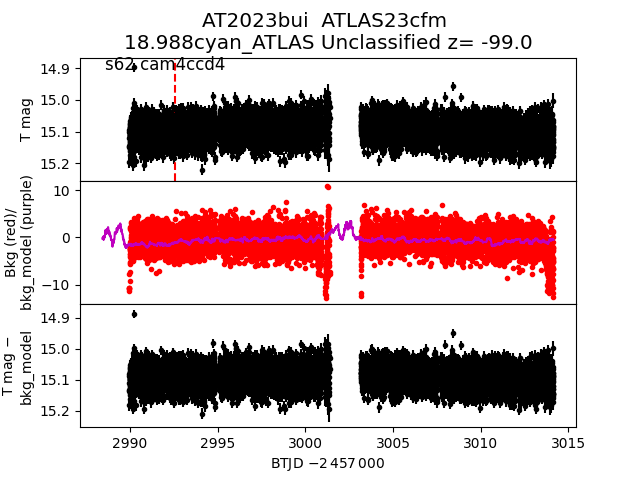 AT2023bui  ATLAS23cfm
18.988cyan_ATLAS Unclassified z= -99.0
s62 cam4ccd4
14.9
15.0
15.1
15.2
T mag
10
0
−10
Bkg (red)/
bkg_model (purple)
14.9
15.0
15.1
15.2
T mag −
bkg_model
2990
2995
3000
3005
3010
3015
BTJD −2 457 000